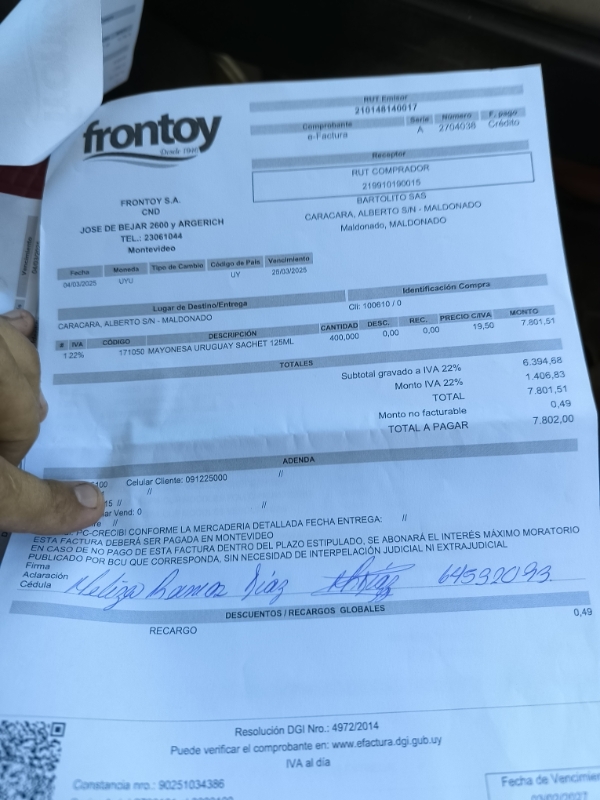 frontoy
Desde 1940
RUT Emisor
210148140017
Comprobante Serie Número F. pago
e-Factura A 2704036 Crédito
Receptor
RUT COMPRADOR
219910190015
BARTOLITO SAS
CARACARA, ALBERTO S/N - MALDONADO
Maldonado, MALDONADO
FRONTOY S.A.
CND
JOSE DE BEJAR 2600 y ARGERICH
TEL.: 23061044
Montevideo
Fecha Moneda Tipo de Cambio Código de País Vencimiento
04/03/2025 UYU UY 28/03/2025
Lugar de Destino/Entrega Identificación Compra
CARACARA, ALBERTO S/N - MALDONADO Cli: 100610 / 0
# IVA CÓDIGO DESCRIPCIÓN CANTIDAD DESC. REC. PRECIO C/IVA MONTO
1 22% 171050 MAYONESA URUGUAY SACHET 125ML 400,000 0,00 0,00 19,50 7.801,51
TOTALES
Subtotal gravado a IVA 22% 6.394,68
Monto IVA 22% 1.406,83
TOTAL 7.801,51
Monto no facturable 0,49
TOTAL A PAGAR 7.802,00
ADENDA
Celular Cliente: 091225000 //
//
//
Vend: 0 //
//
PC-RECIBI CONFORME LA MERCADERIA DETALLADA FECHA ENTREGA: //
ESTA FACTURA DEBERÁ SER PAGADA EN MONTEVIDEO
EN CASO DE NO PAGO DE ESTA FACTURA DENTRO DEL PLAZO ESTIPULADO, SE ABONARÁ EL INTERÉS MÁXIMO MORATORIO
PUBLICADO POR BCU QUE CORRESPONDA, SIN NECESIDAD DE INTERPELACIÓN JUDICIAL NI EXTRAJUDICIAL
Firma
Aclaración
Cédula
Meliza Ramos Díaz
DESCUENTOS / RECARGOS GLOBALES
RECARGO 0,49
Resolución DGI Nro.: 4972/2014
Puede verificar el comprobante en: www.efactura.dgi.gub.uy
IVA al día
Constancia nro.: 90251034386
Fecha de Vencimie